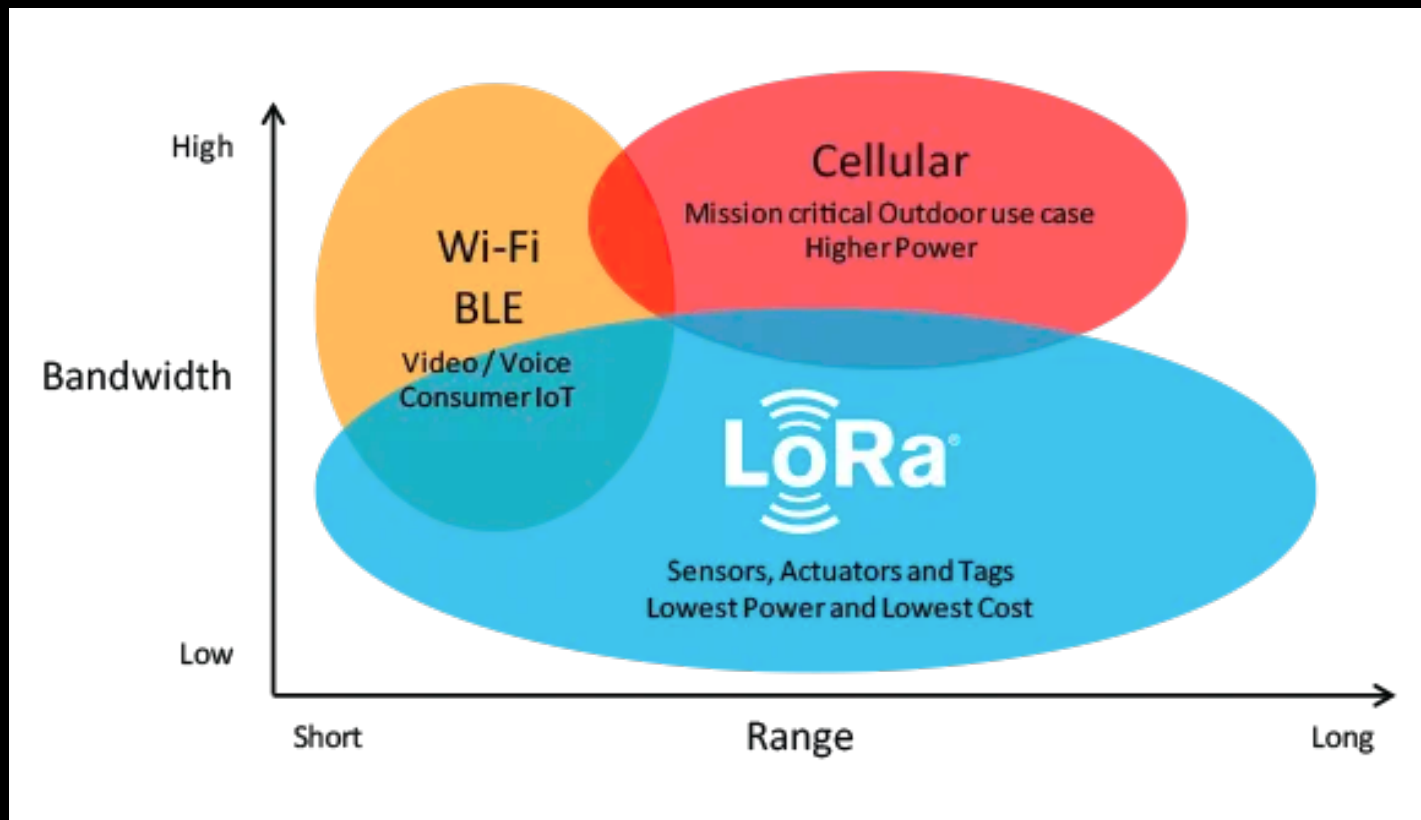 High
Cellular
Mission critical Outdoor use case
Higher Power
Wi-Fi
BLE
Video / Voice
Consumer IoT
Bandwidth
LoRa®
Sensors, Actuators and Tags
Lowest Power and Lowest Cost
Low
Short
Range
Long